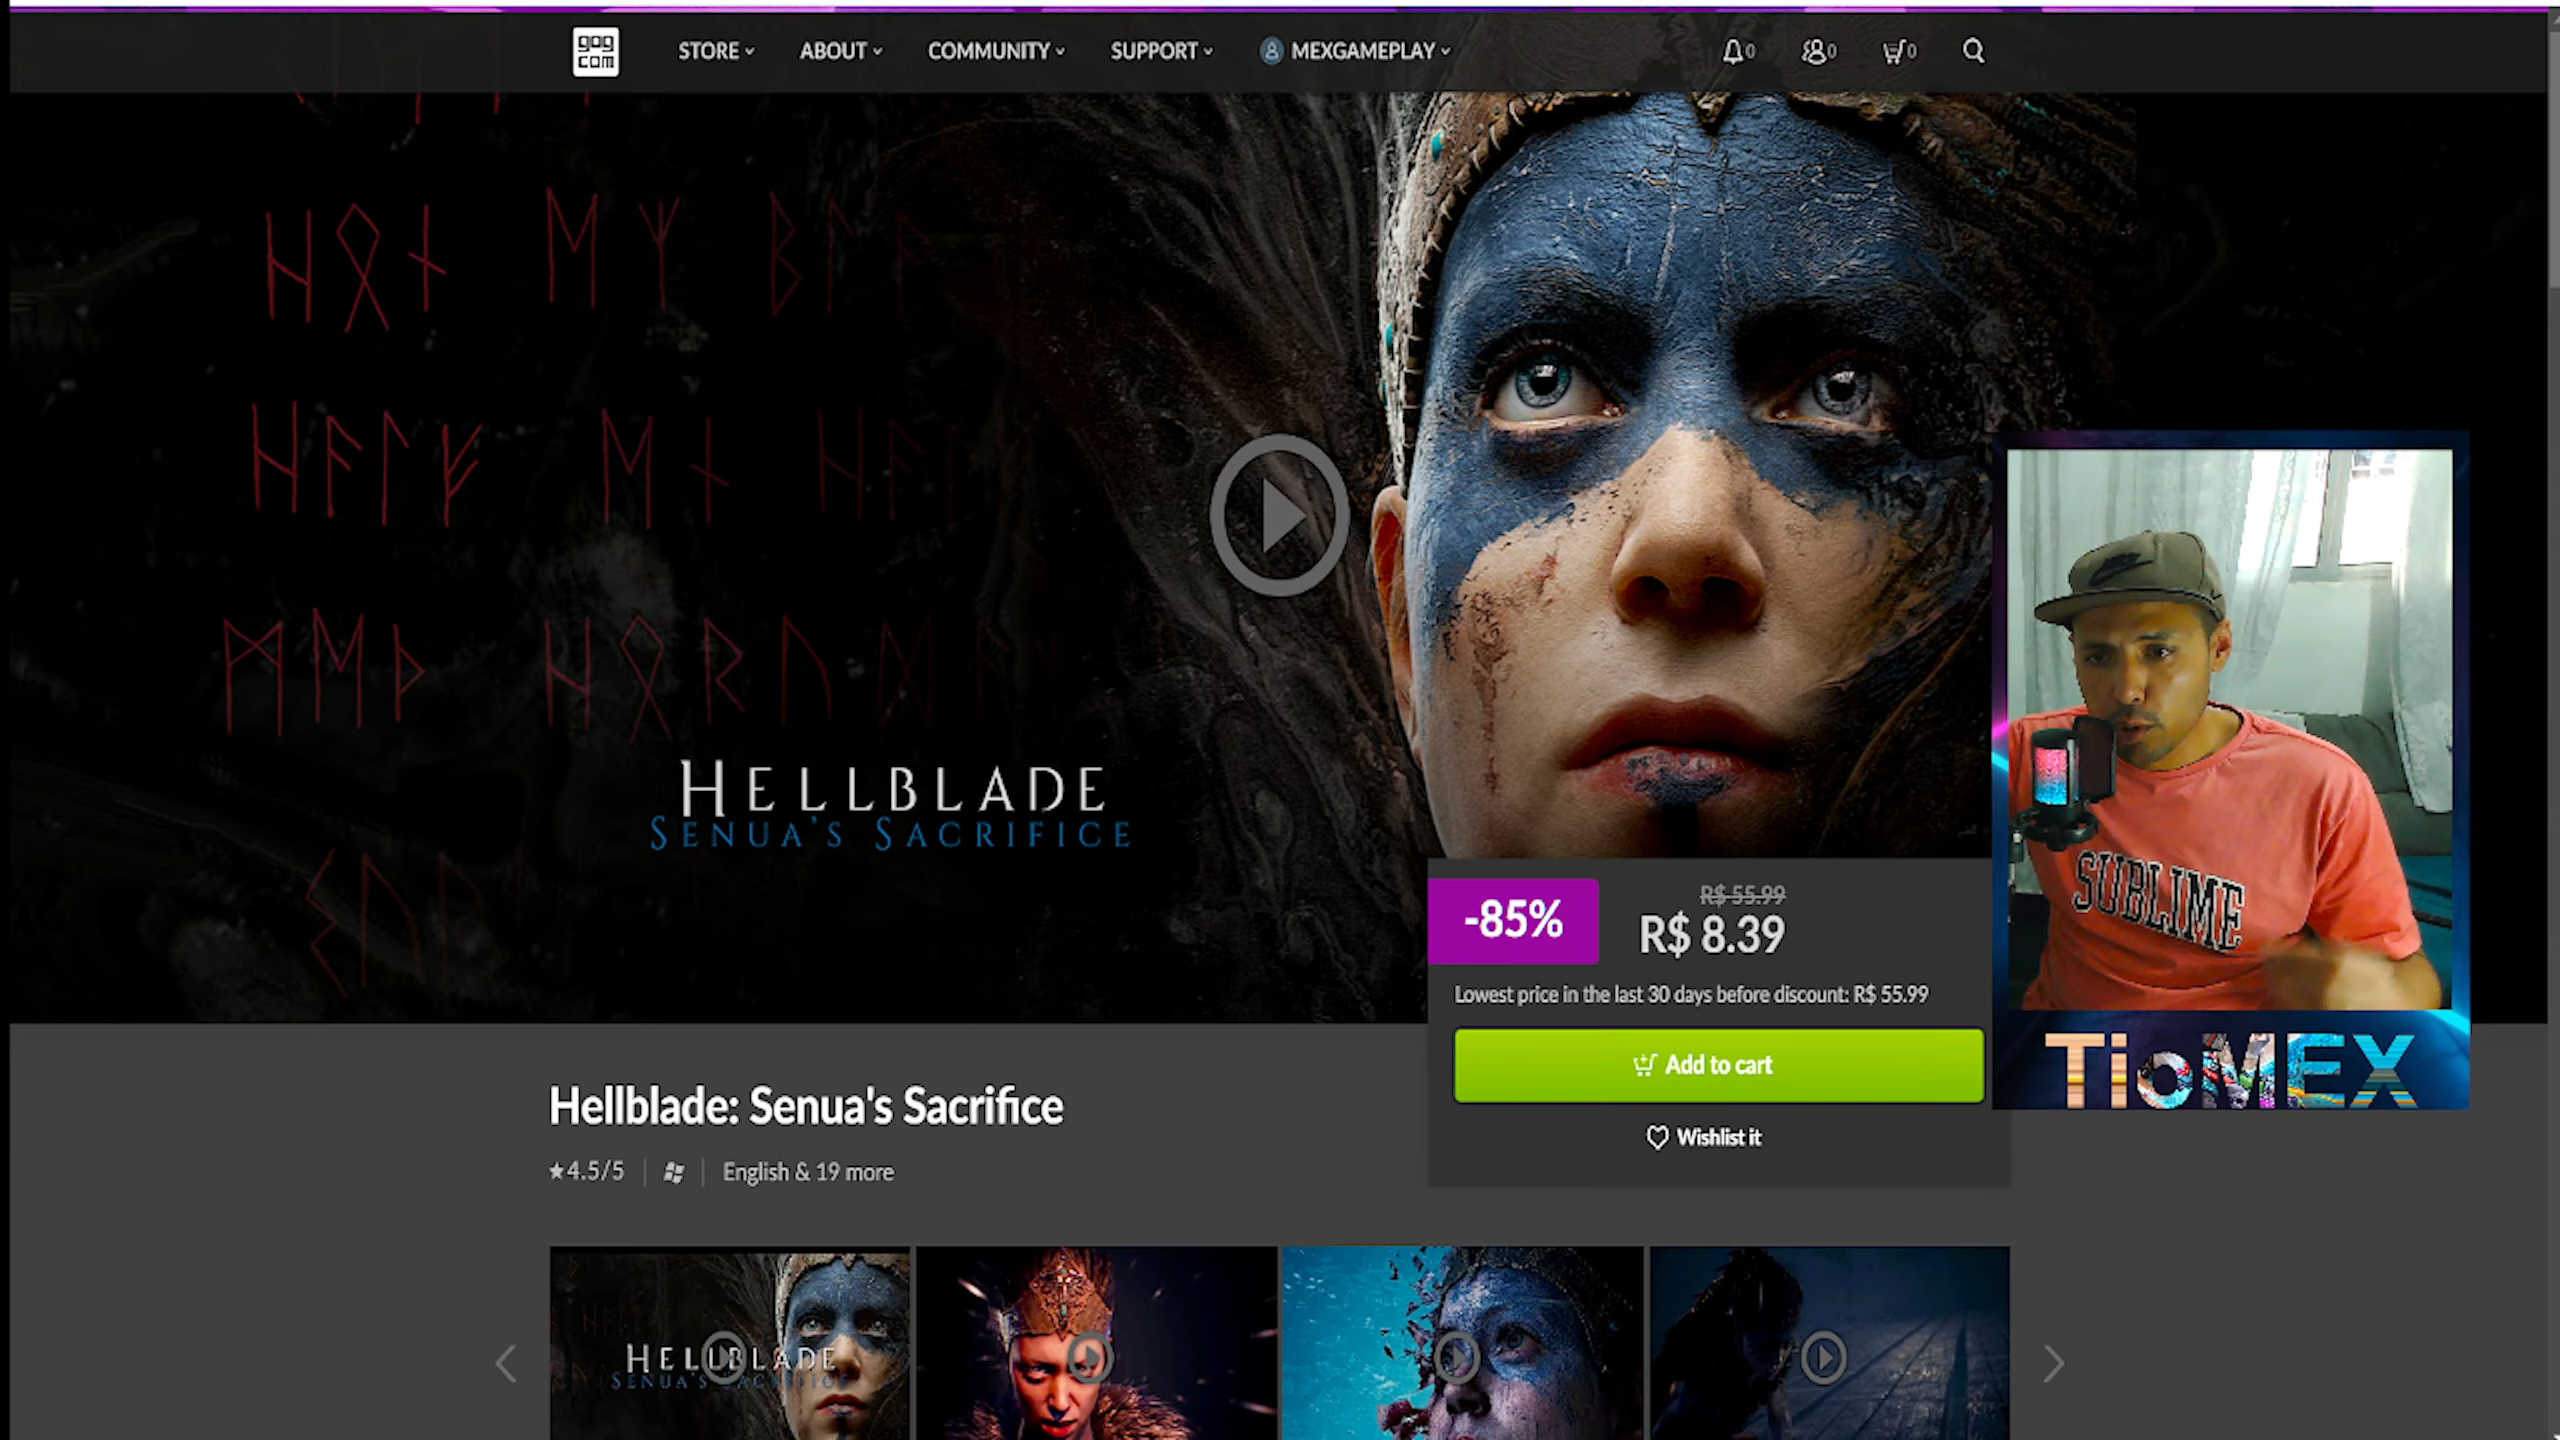 gog
com
STORE
ABOUT
COMMUNITY
SUPPORT
MEXGAMEPLAY
0
0
0
HELLBLADE
SENUA'S SACRIFICE
-85%
R$ 55.99
R$ 8.39
Lowest price in the last 30 days before discount: R$ 55.99
Add to cart
Wishlist it
SUBLIME
TioMEX
Hellblade: Senua's Sacrifice
★4.5/5
English & 19 more
HELLBLADE
SENUA'S SACRIFICE